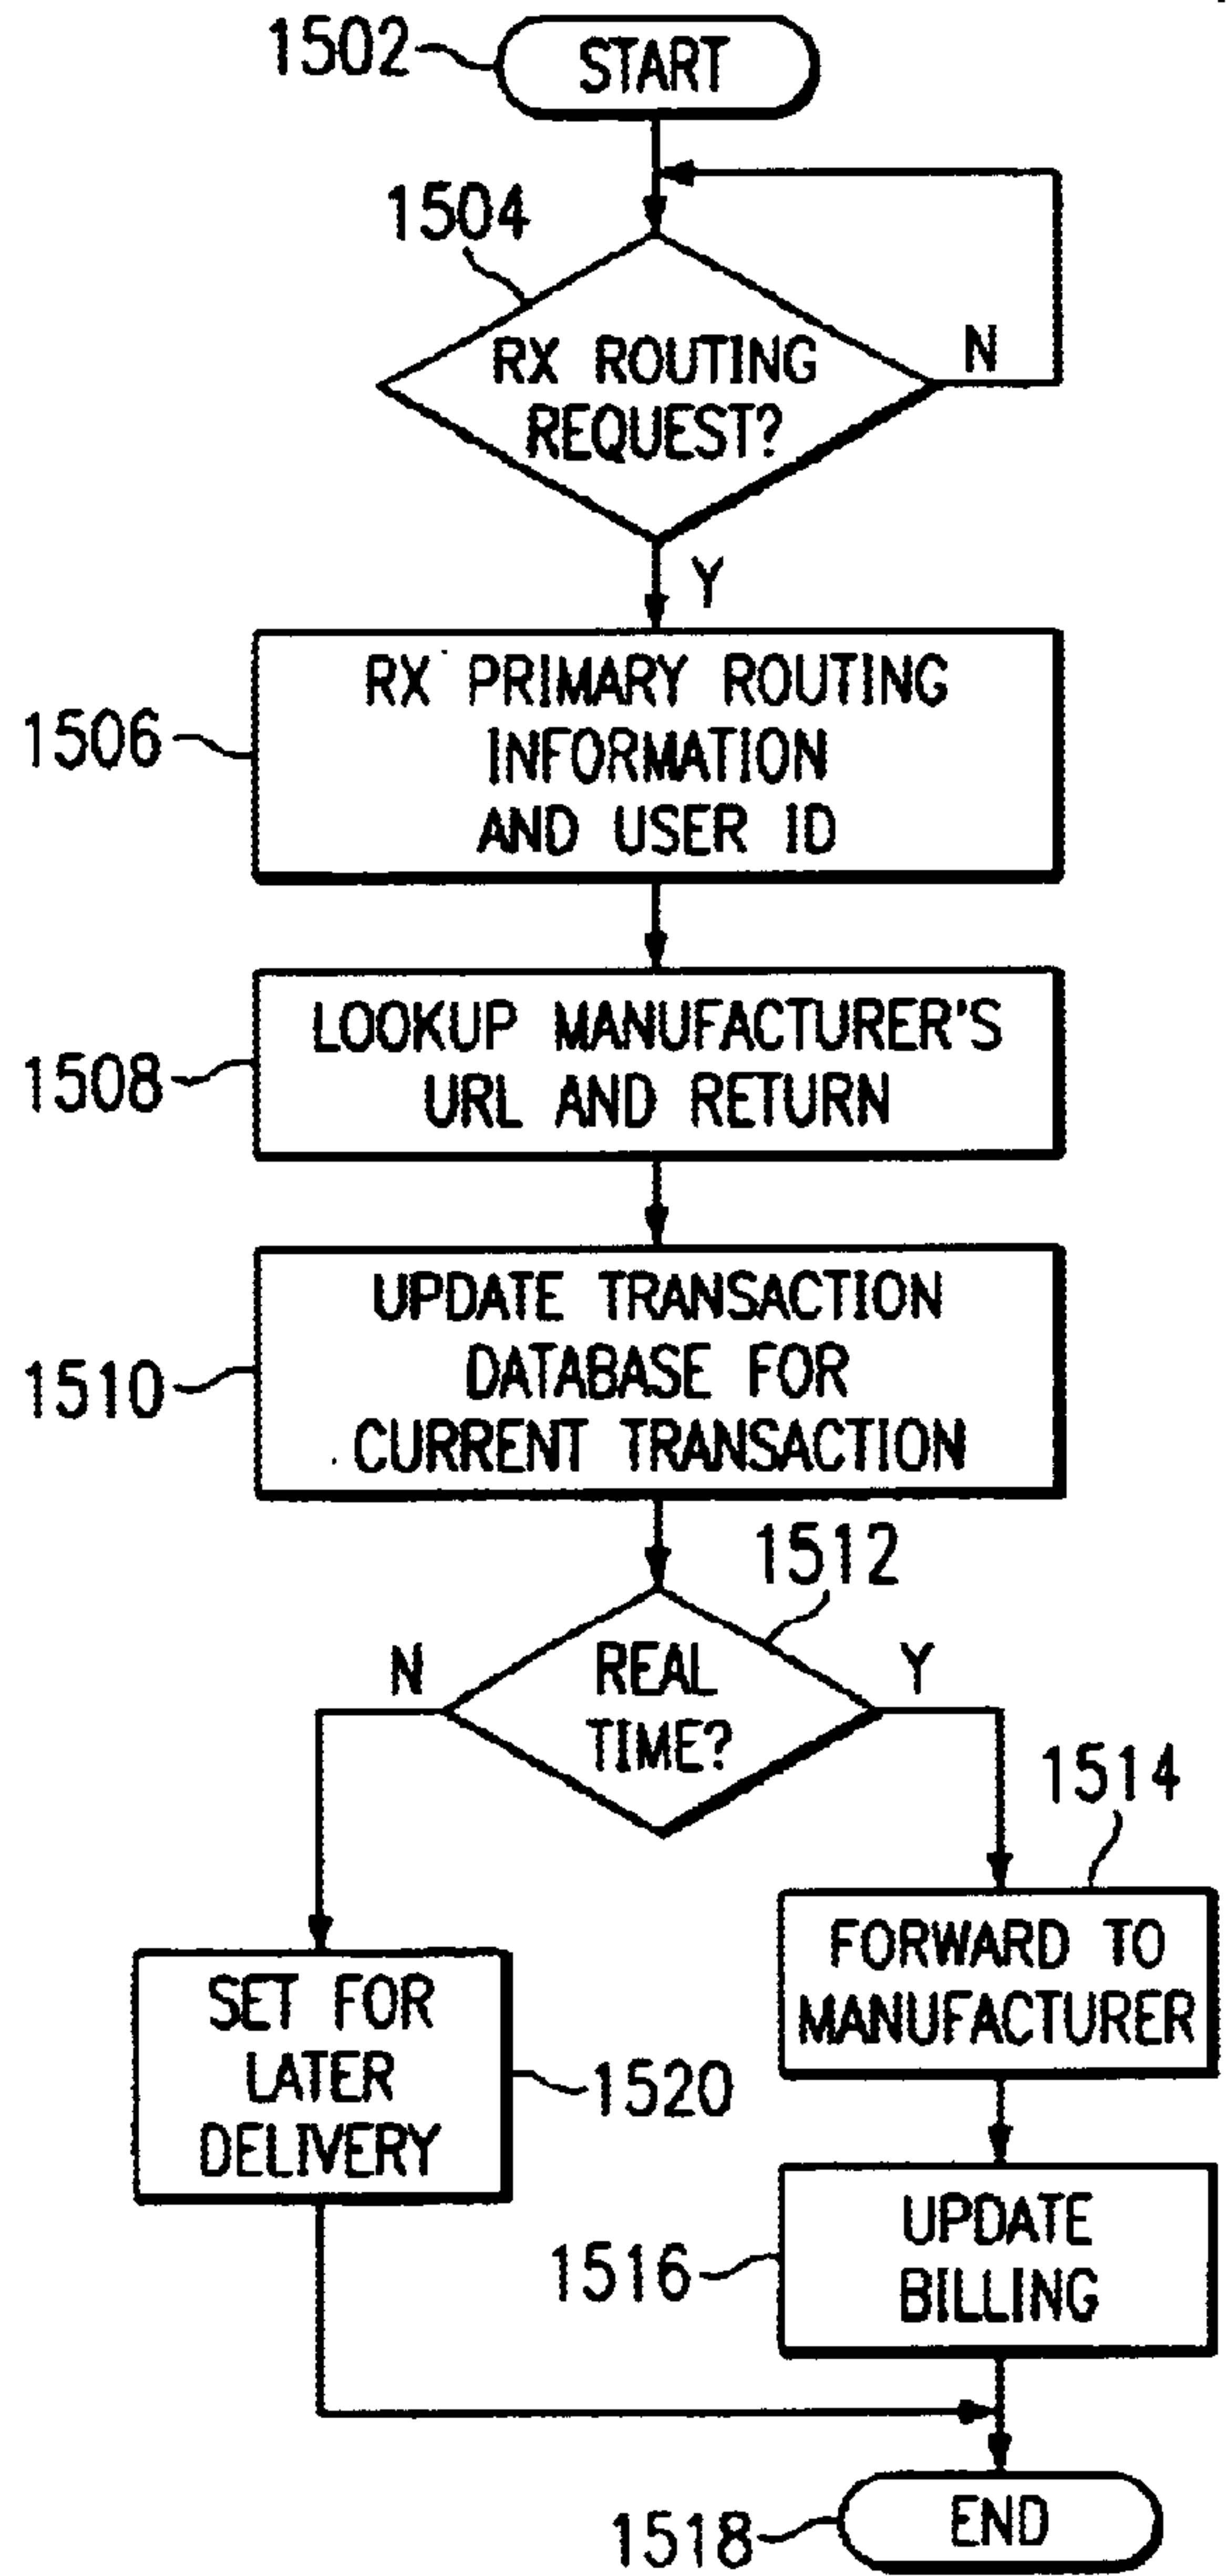 1502
START
1504
RX ROUTING
REQUEST?
N
Y
RX PRIMARY ROUTING
INFORMATION
AND USER ID
1506
LOOKUP MANUFACTURER'S
URL AND RETURN
1508
UPDATE TRANSACTION
DATABASE FOR
CURRENT TRANSACTION
1510
1512
N
REAL
TIME?
Y
1514
FORWARD TO
MANUFACTURER
SET FOR
LATER
DELIVERY
1520
UPDATE
BILLING
1516
END
1518